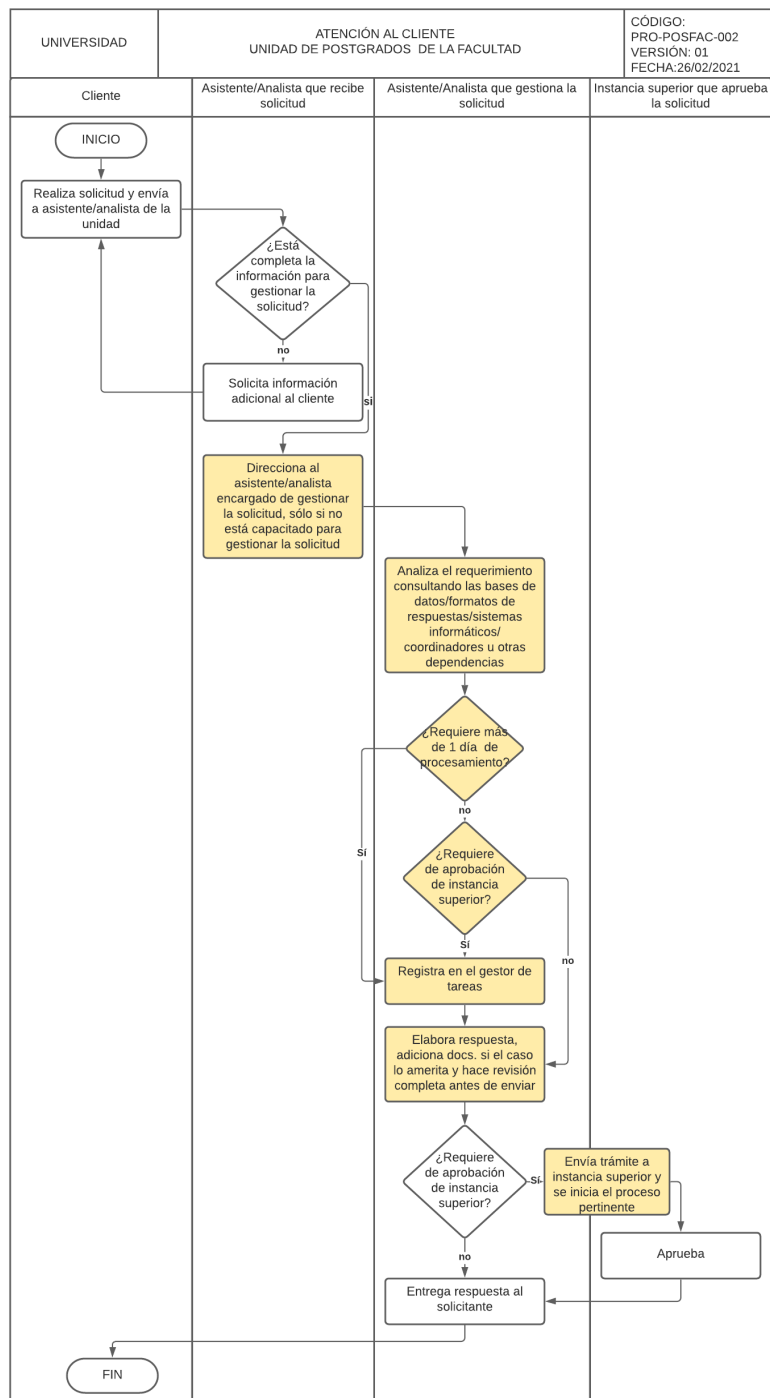 UNIVERSIDAD
ATENCIÓN AL CLIENTE
UNIDAD DE POSTGRADOS DE LA FACULTAD
CÓDIGO:
PRO-POSFAC-002
VERSIÓN: 01
FECHA:26/02/2021
Cliente
Asistente/Analista que recibe
solicitud
Asistente/Analista que gestiona la
solicitud
Instancia superior que aprueba
la solicitud
INICIO
Realiza solicitud y envía
a asistente/analista de la
unidad
¿Está
completa la
información para
gestionar la
solicitud?
no
Solicita información
adicional al cliente
si
Direcciona al
asistente/analista
encargado de gestionar
la solicitud, sólo si no
está capacitado para
gestionar la solicitud
Analiza el requerimiento
consultando las bases de
datos/formatos de
respuestas/sistemas
informáticos/
coordinadores u otras
dependencias
¿Requiere más
de 1 día de
procesamiento?
no
Sí
¿Requiere
de aprobación
de instancia
superior?
Sí
no
Registra en el gestor de
tareas
Elabora respuesta,
adiciona docs. si el caso
lo amerita y hace revisión
completa antes de enviar
¿Requiere
de aprobación
de instancia
superior?
Sí
Envía trámite a
instancia superior y
se inicia el proceso
pertinente
Aprueba
no
Entrega respuesta al
solicitante
FIN